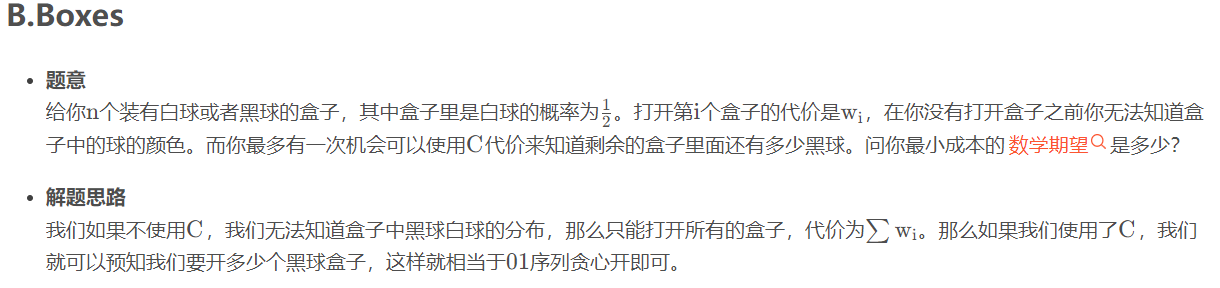 B.Boxes
题意
给你n个装有白球或者黑球的盒子，其中盒子里是白球的概率为1/2。打开第i个盒子的代价是wᵢ，在你没有打开盒子之前你无法知道盒
子中的球的颜色。而你最多有一次机会可以使用C代价来知道剩余的盒子里面还有多少黑球。问你最小成本的 数学期望 是多少？
解题思路
我们如果不使用C，我们无法知道盒子中黑球白球的分布，那么只能打开所有的盒子，代价为∑wᵢ。那么如果我们使用了C，我们
就可以预知我们要开多少个黑球盒子，这样就相当于01序列贪心开即可。